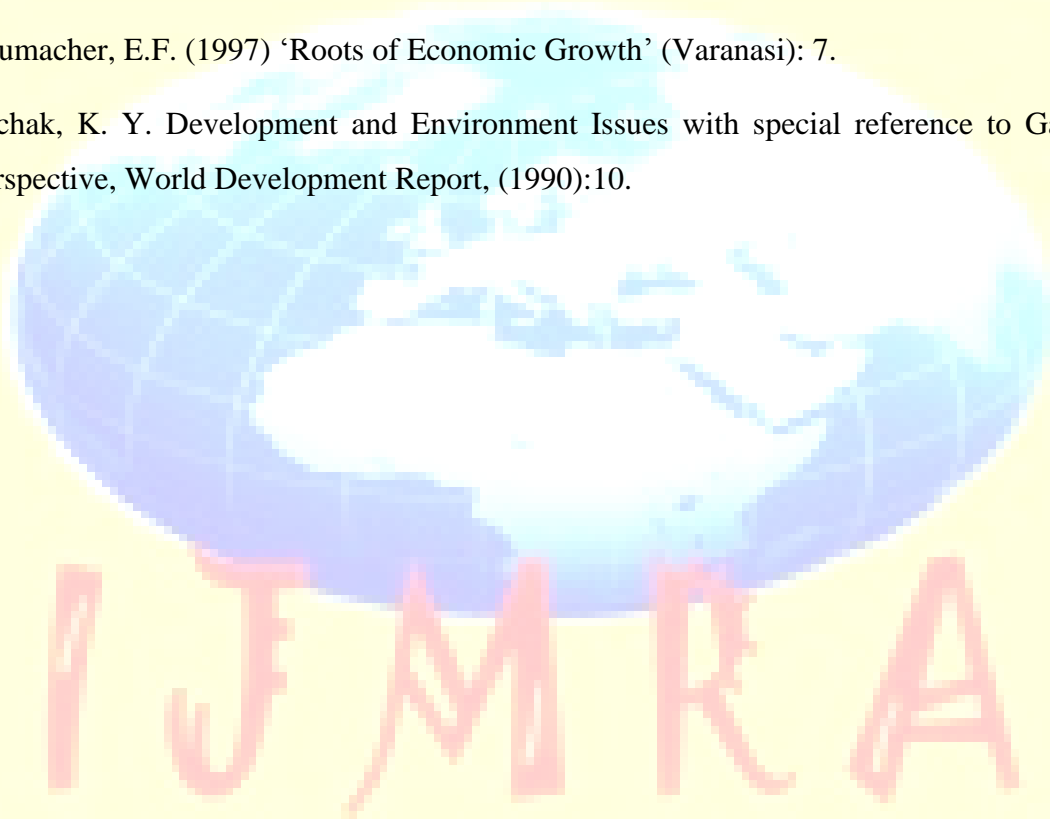 umacher, E.F. (1997) ‘Roots of Economic Growth’ (Varanasi): 7.
chak, K. Y. Development and Environment Issues with special reference to Ga
rspective, World Development Report, (1990):10.
IJMRA